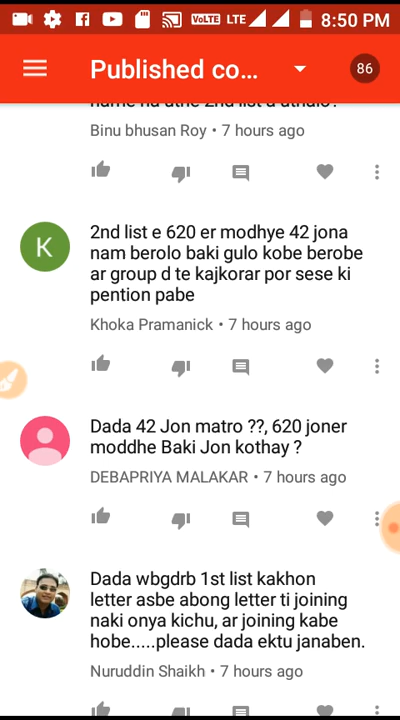 VoLTE LTE 8:50 PM
Published co... 86
name na uthe 2nd list a uthalo?
Binu bhusan Roy • 7 hours ago
K
2nd list e 620 er modhye 42 jona
nam berolo baki gulo kobe berobe
ar group d te kajkorar por sese ki
pention pabe
Khoka Pramanick • 7 hours ago
Dada 42 Jon matro ??, 620 joner
moddhe Baki Jon kothay ?
DEBAPRIYA MALAKAR • 7 hours ago
Dada wbgdrb 1st list kakhon
letter asbe abong letter ti joining
naki onya kichu, ar joining kabe
hobe.....please dada ektu janaben.
Nuruddin Shaikh • 7 hours ago